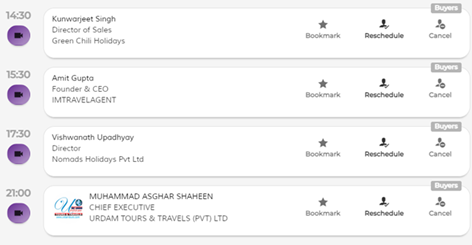 14:30
Buyers
Kunwarjeet Singh
Director of Sales
Green Chili Holidays
Bookmark
Reschedule
Cancel
15:30
Buyers
Amit Gupta
Founder & CEO
IMTRAVELAGENT
Bookmark
Reschedule
Cancel
17:30
Buyers
Vishwanath Upadhyay
Director
Nomads Holidays Pvt Ltd
Bookmark
Reschedule
Cancel
21:00
Buyers
MUHAMMAD ASGHAR SHAHEEN
CHIEF EXECUTIVE
URDAM TOURS & TRAVELS (PVT) LTD
Bookmark
Reschedule
Cancel